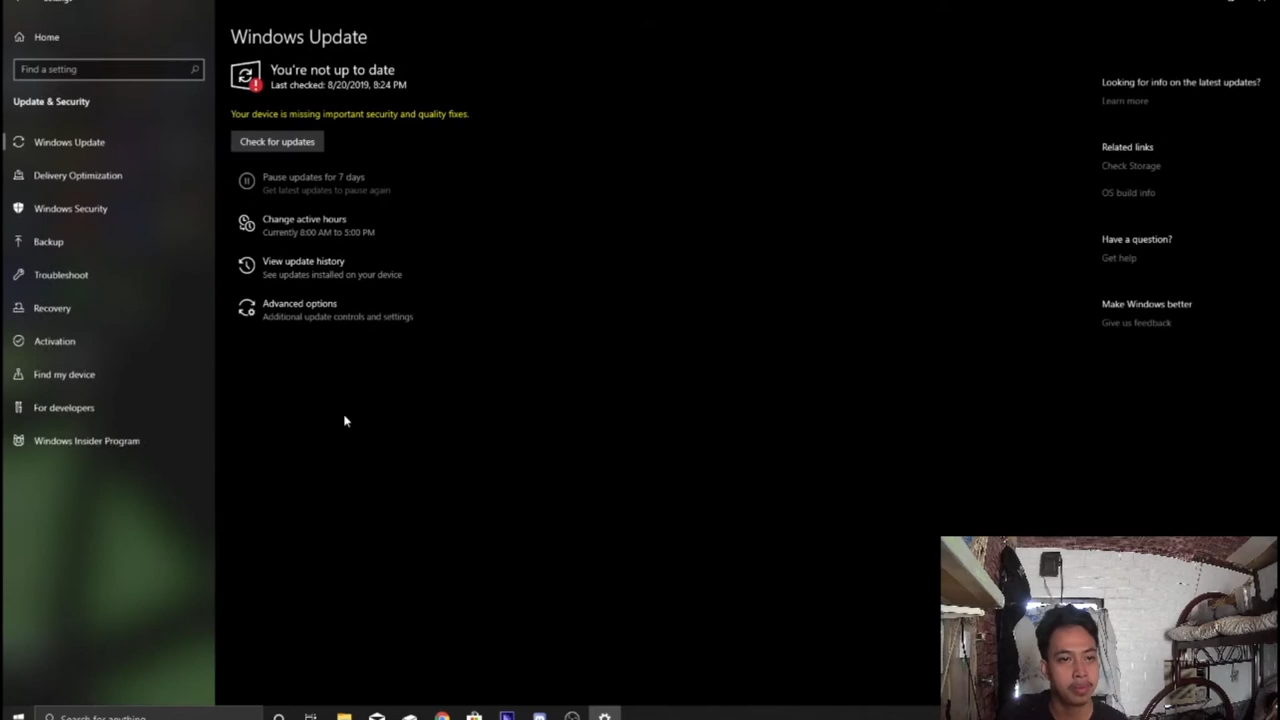 Home
Find a setting
Update & Security
Windows Update
Delivery Optimization
Windows Security
Backup
Troubleshoot
Recovery
Activation
Find my device
For developers
Windows Insider Program
Windows Update
You're not up to date
Last checked: 8/20/2019, 8:24 PM
Your device is missing important security and quality fixes.
Check for updates
Pause updates for 7 days
Get latest updates to pause again
Change active hours
Currently 8:00 AM to 5:00 PM
View update history
See updates installed on your device
Advanced options
Additional update controls and settings
Looking for info on the latest updates?
Learn more
Related links
Check Storage
OS build info
Have a question?
Get help
Make Windows better
Give us feedback
Search for anything